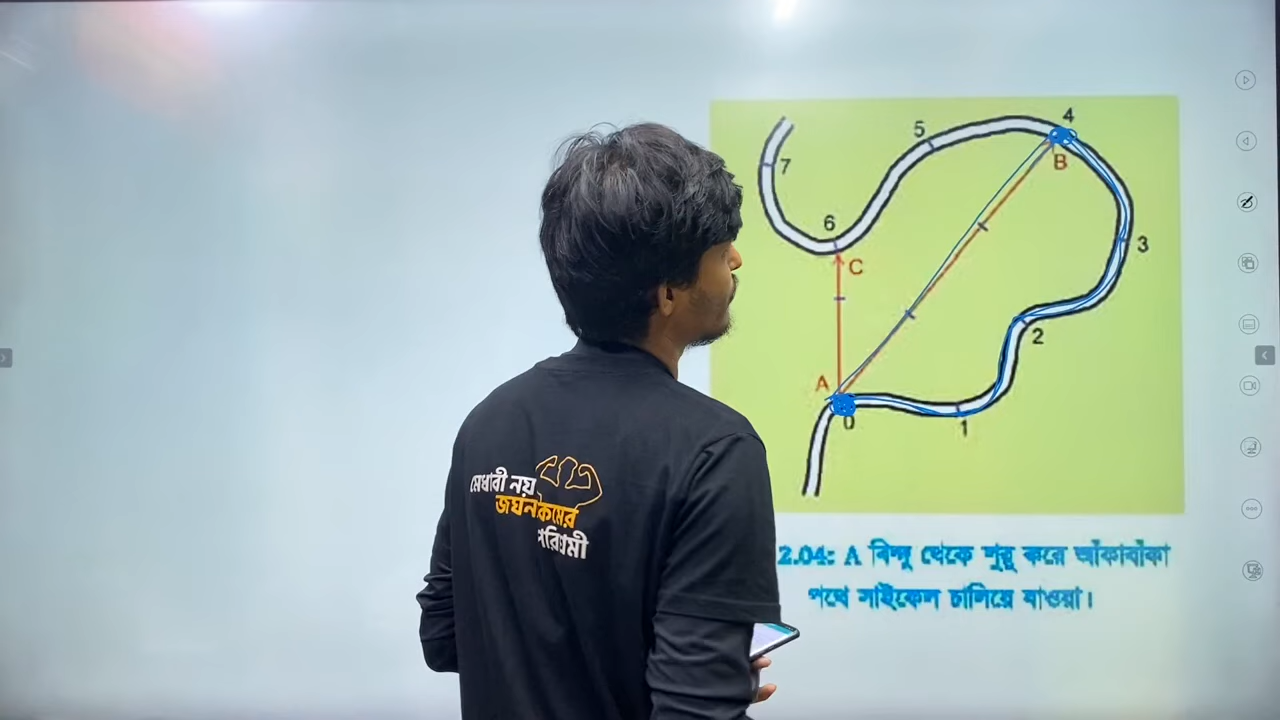 4
5
B
7
6
3
C
2
A
0
1
2.04: A বিন্দু থেকে শুরু করে আঁকাবাঁকা
পথে সাইকেল চালিয়ে যাওয়া।
মেধাবী নয়
জঘন্যকমের
পরিশ্রমী